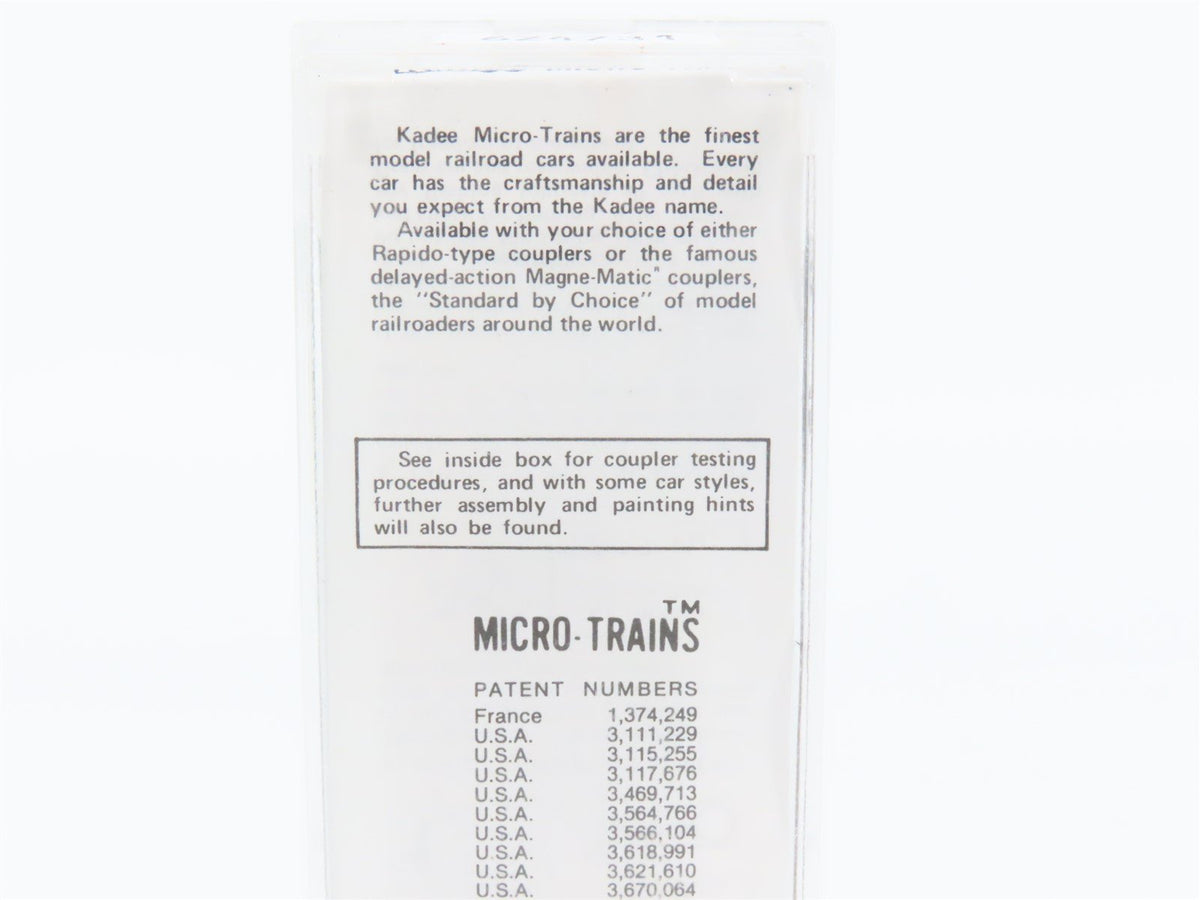 Kadee Micro-Trains are the finest
model railroad cars available. Every
car has the craftsmanship and detail
you expect from the Kadee name.
Available with your choice of either
Rapido-type couplers or the famous
delayed-action Magne-Matic® couplers,
the "Standard by Choice" of model
railroaders around the world.
See inside box for coupler testing
procedures, and with some car styles,
further assembly and painting hints
will also be found.
MICRO-TRAINS™
PATENT NUMBERS
France 1,374,249
U.S.A. 3,111,229
U.S.A. 3,115,255
U.S.A. 3,117,676
U.S.A. 3,469,713
U.S.A. 3,564,766
U.S.A. 3,566,104
U.S.A. 3,618,991
U.S.A. 3,621,610
U.S.A. 3,670,064